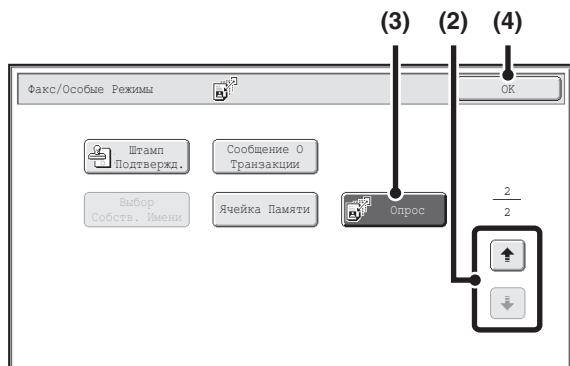 (3) (2) (4)
Факс/Особые Режимы
OK
Штамп
Подтвержд.
Сообщение О
Транзакции
Выбор
Собств. Имени
Ячейка Памяти
Опрос
2
2